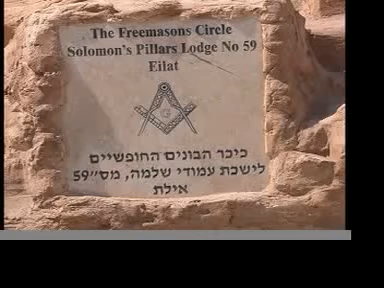 The Freemasons Circle
Solomon's Pillars Lodge No 59
Eilat
G
כיכר הבונים החופשיים
לישכת עמודי שלמה, מס״59
אילת